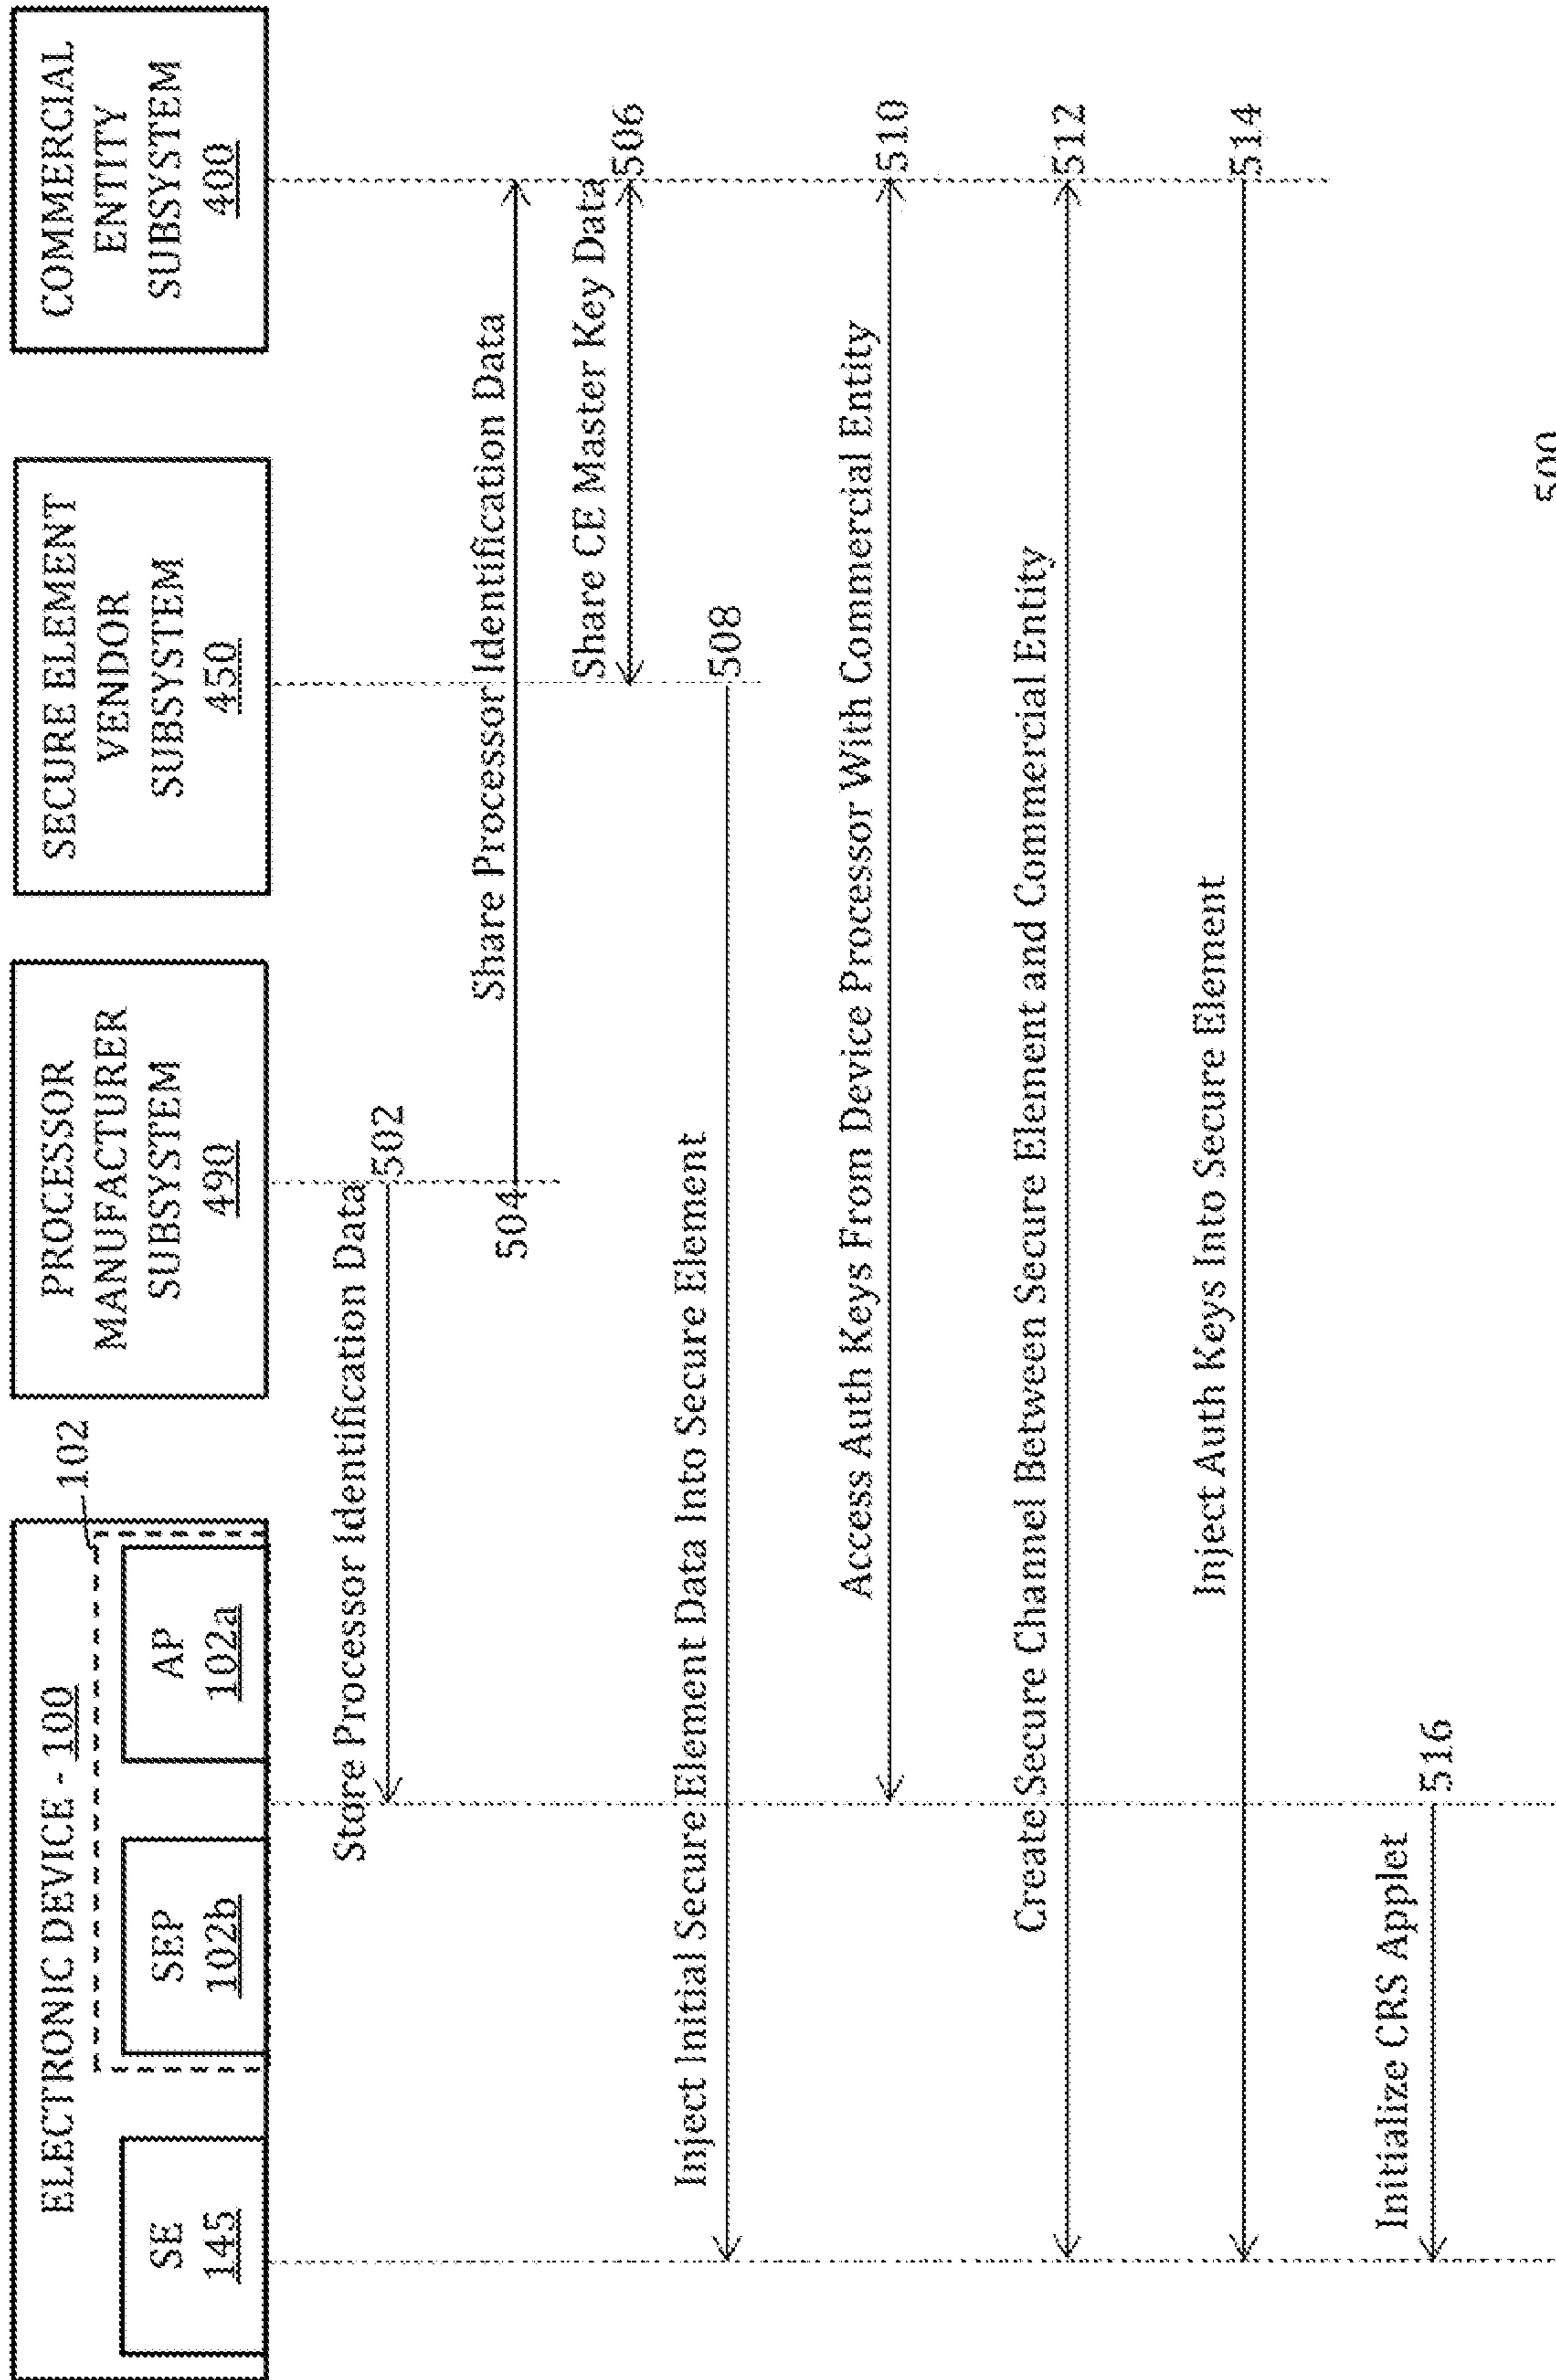 ELECTRONIC DEVICE - 100
SE
145
SEP
102b
AP
102a
102
PROCESSOR
MANUFACTURER
SUBSYSTEM
490
SECURE ELEMENT
VENDOR
SUBSYSTEM
450
COMMERCIAL
ENTITY
SUBSYSTEM
400
Store Processor Identification Data
502
504
Share Processor Identification Data
Share CE Master Key Data
506
Inject Initial Secure Element Data Into Secure Element
508
Access Auth Keys From Device Processor With Commercial Entity
510
Create Secure Channel Between Secure Element and Commercial Entity
512
Inject Auth Keys Into Secure Element
514
Initialize CRS Applet
516
500